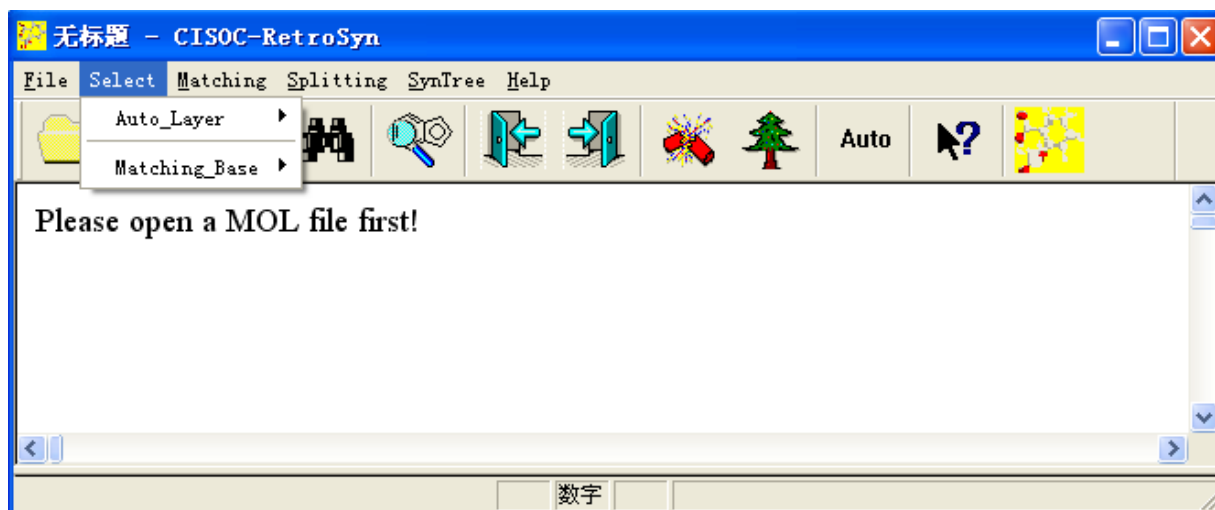 无标题 - CISOC-RetroSyn
File Select Matching Splitting SynTree Help
Auto_Layer
Matching_Base
Auto
?
Please open a MOL file first!
数字